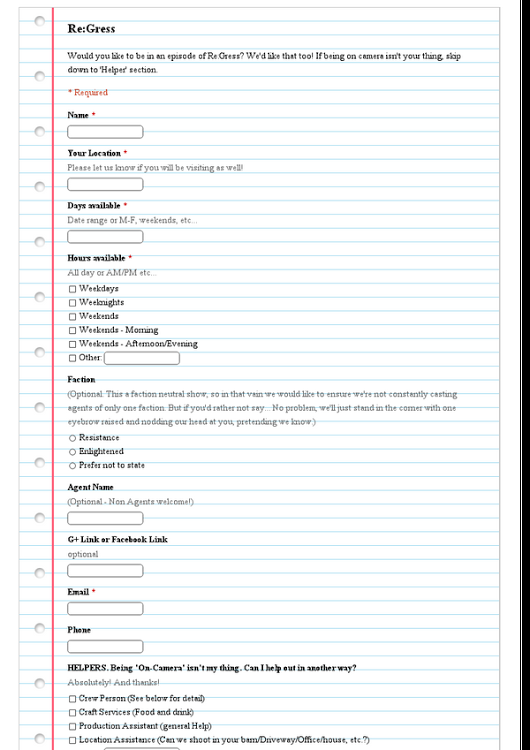 Re:Gress
Would you like to be in an episode of Re:Gress? We'd like that too! If being on camera isn't your thing, skip
down to 'Helper' section.
* Required
Name *
Your Location *
Please let us know if you will be visiting as well!
Days available *
Date range or M-F, weekends, etc...
Hours available *
All day or AM/PM etc...
Weekdays
Weeknights
Weekends
Weekends - Morning
Weekends - Afternoon/Evening
Other:
Faction
(Optional: This a faction neutral show, so in that vain we would like to ensure we're not constantly casting
agents of only one faction. But if you'd rather not say... No problem, we'll just stand in the corner with one
eyebrow raised and nodding our head at you, pretending we know.)
Resistance
Enlightened
Prefer not to state
Agent Name
(Optional - Non Agents welcome!)
G+ Link or Facebook Link
optional
Email *
Phone
HELPERS. Being 'On-Camera' isn't my thing. Can I help out in another way?
Absolutely! And thanks!
Crew Person (See below for detail)
Craft Services (Food and drink)
Production Assistant (general Help)
Location Assistance (Can we shoot in your barn/Driveway/Office/house, etc.?)